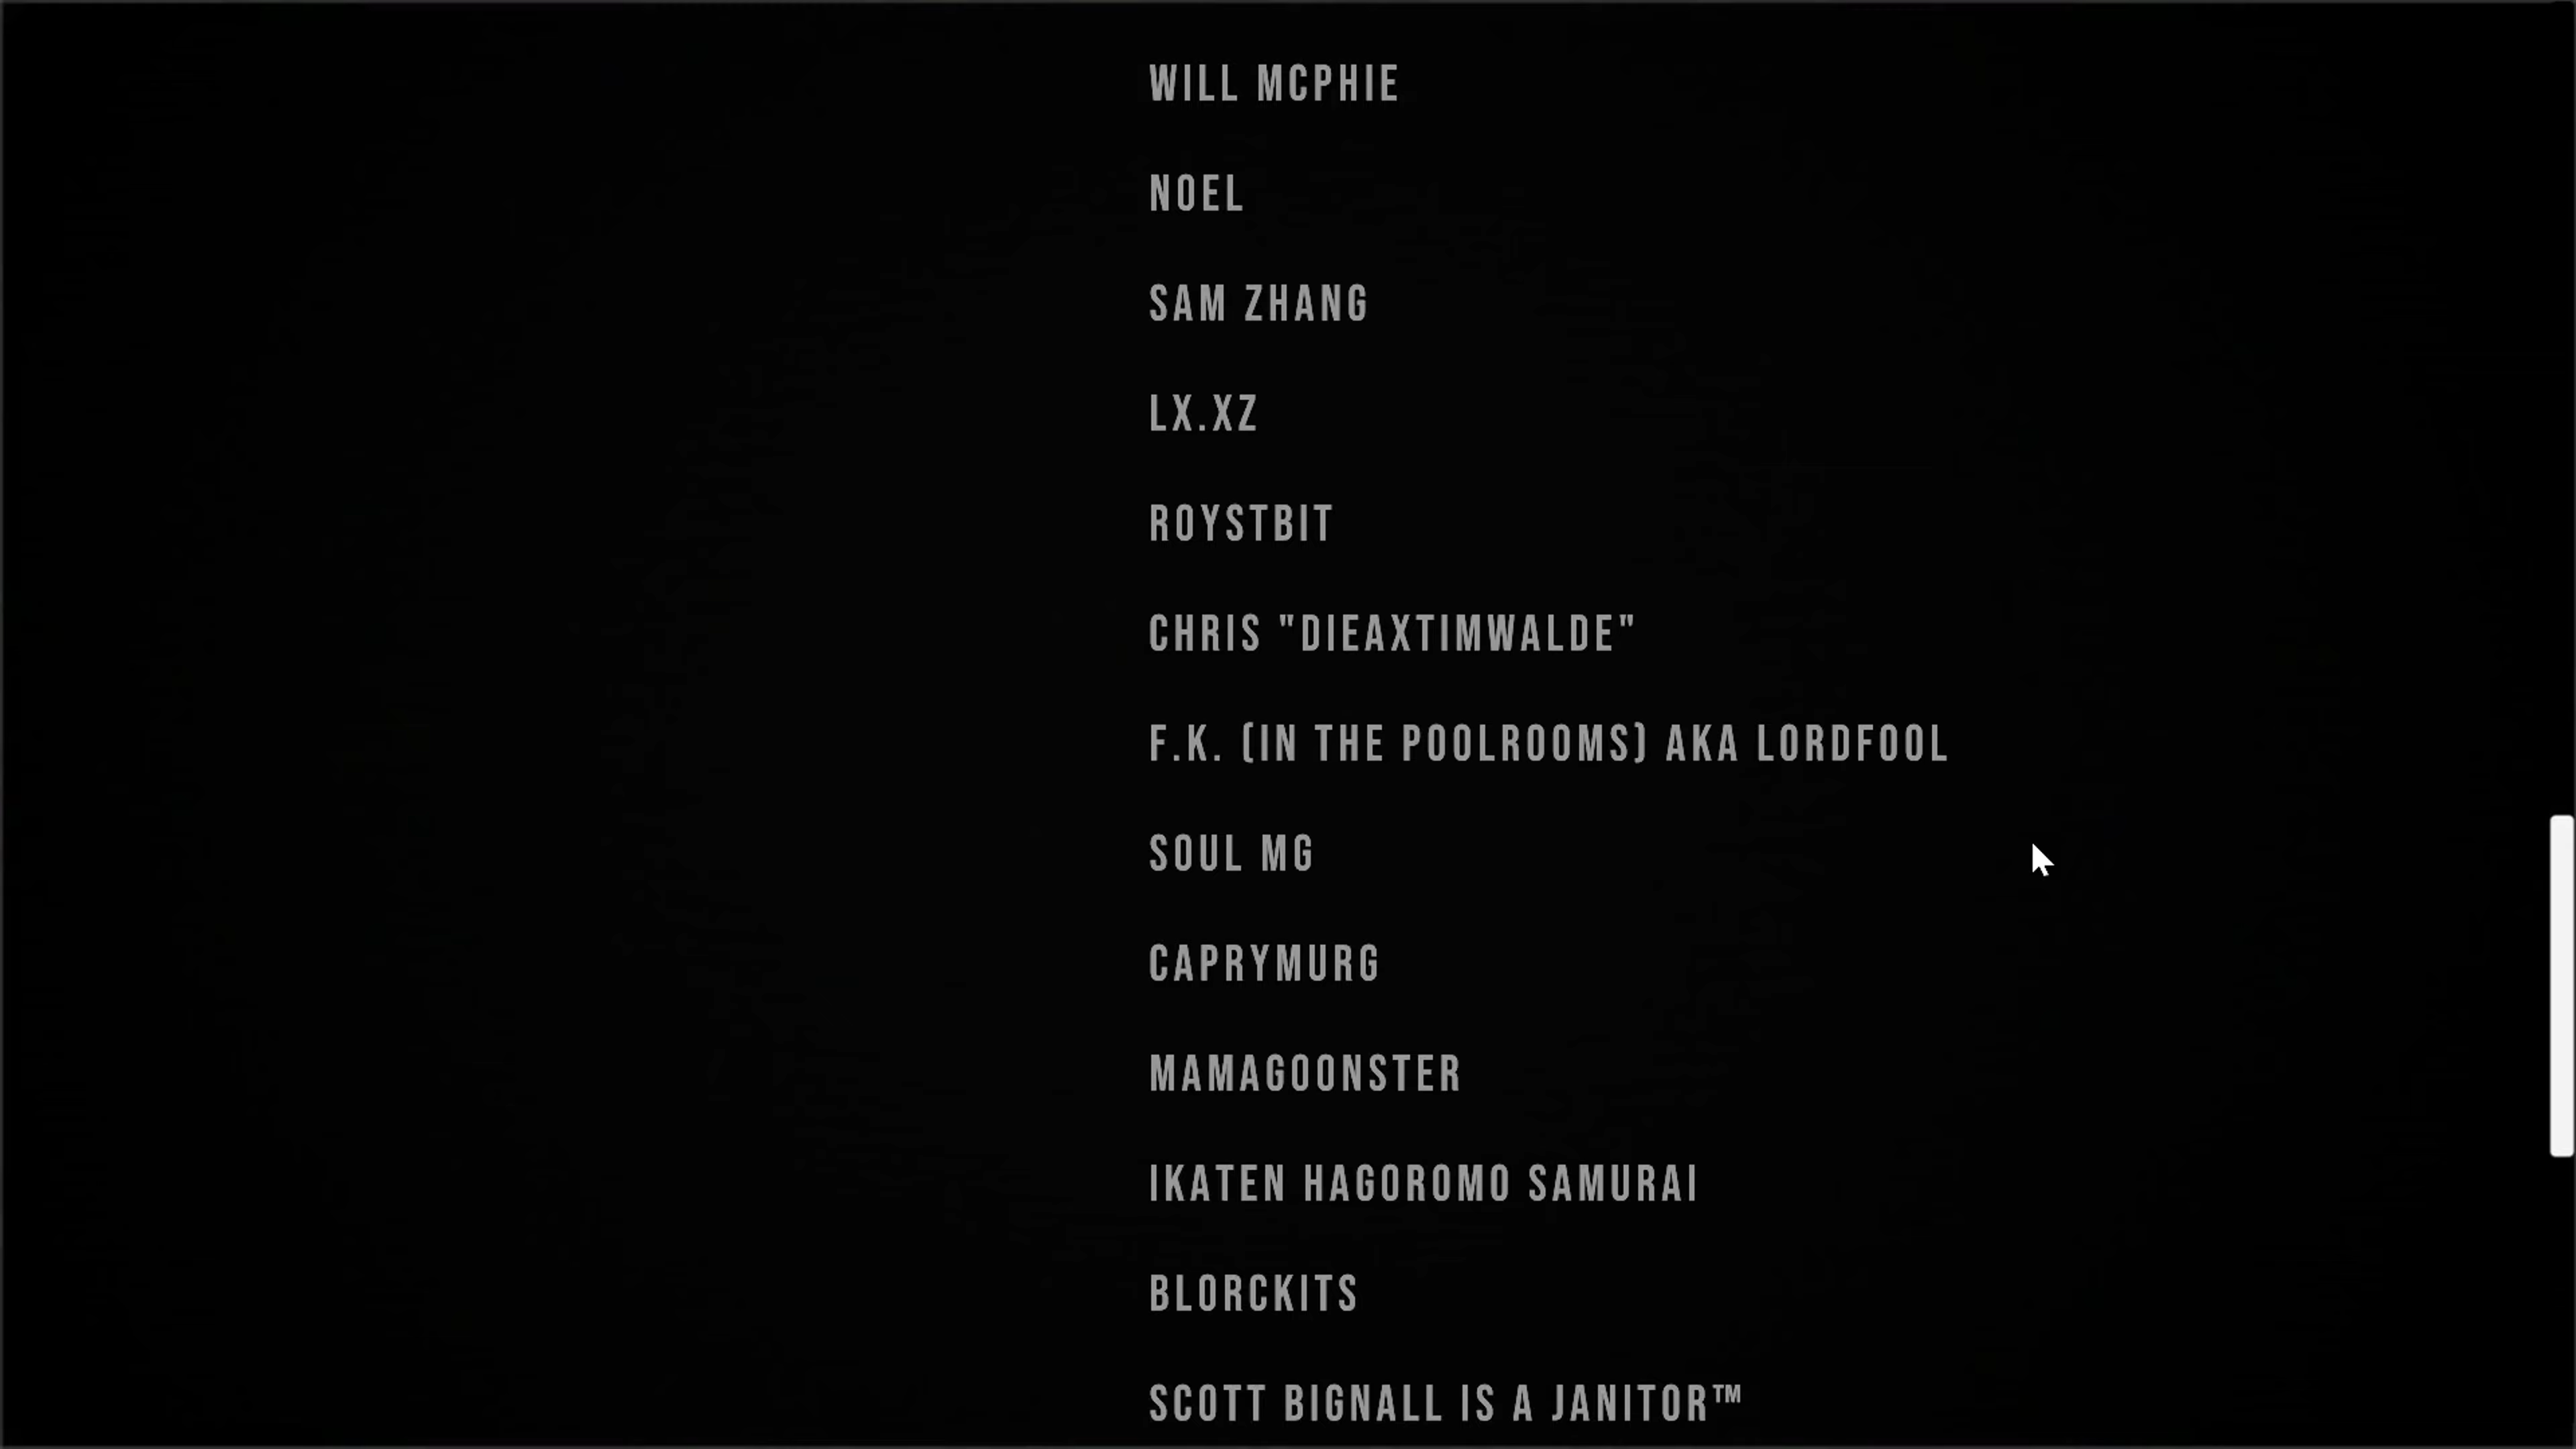 WILL MCPHIE
NOEL
SAM ZHANG
LX.XZ
ROYSTBIT
CHRIS "DIEAXTIMWALDE"
F.K. (IN THE POOLROOMS) AKA LORDFOOL
SOUL MG
CAPRYMURG
MAMAGOONSTER
IKATEN HAGOROMO SAMURAI
BLORCKITS
SCOTT BIGNALL IS A JANITOR™